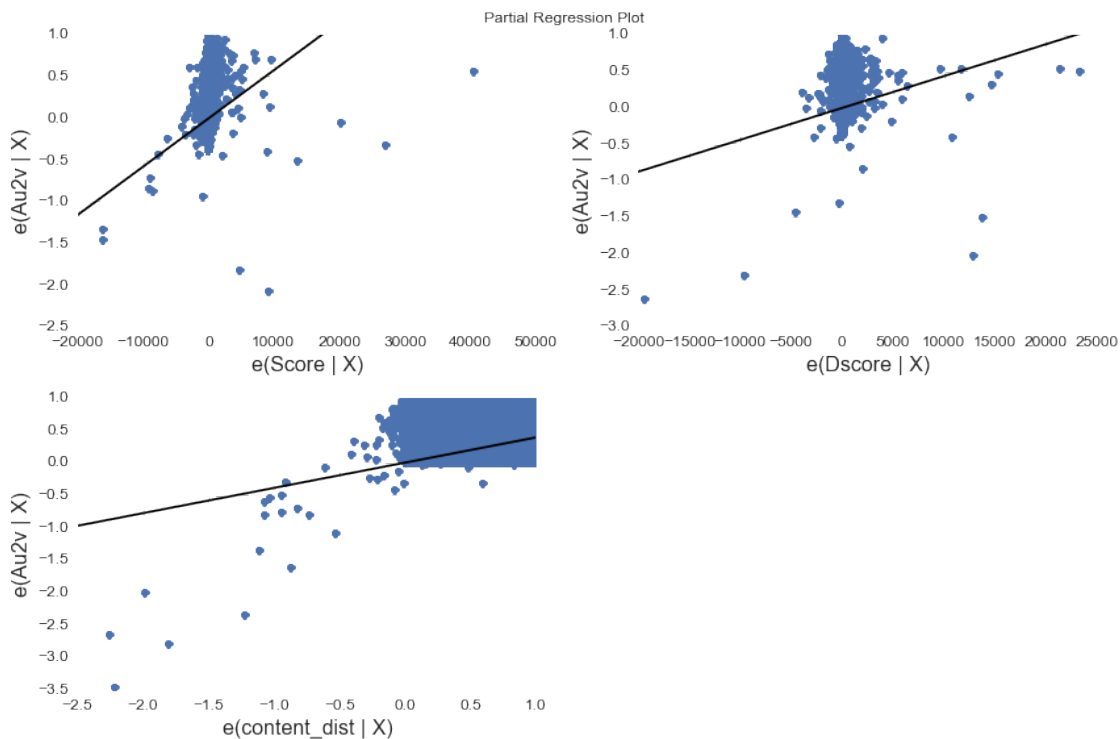 Partial Regression Plot
1.0
0.5
0.0
−0.5
−1.0
−1.5
−2.0
−2.5
e(Au2v | X)
−20000 −10000 0 10000 20000 30000 40000 50000
e(Score | X)
1.0
0.5
0.0
−0.5
−1.0
−1.5
−2.0
−2.5
−3.0
e(Au2v | X)
−20000−15000−10000 −5000 0 5000 10000 15000 20000 25000
e(Dscore | X)
1.0
0.5
0.0
−0.5
−1.0
−1.5
−2.0
−2.5
−3.0
−3.5
e(Au2v | X)
−2.5 −2.0 −1.5 −1.0 −0.5 0.0 0.5 1.0
e(content_dist | X)